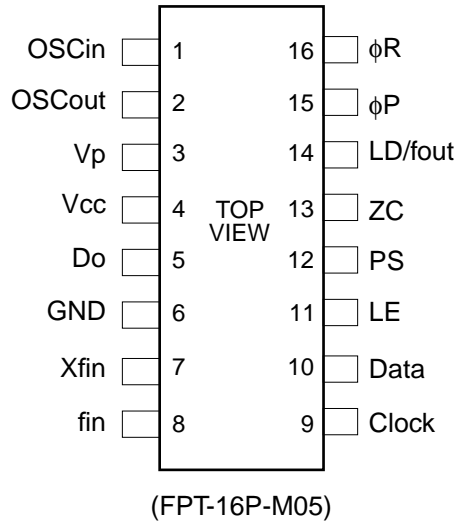 OSCin 1 16 ϕR
OSCout 2 15 ϕP
Vp 3 14 LD/fout
Vcc 4 TOP 13 ZC
VIEW
Do 5 12 PS
GND 6 11 LE
Xfin 7 10 Data
fin 8 9 Clock
(FPT-16P-M05)